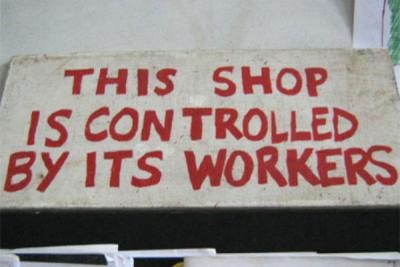 THIS SHOP
IS CONTROLLED
BY ITS WORKERS